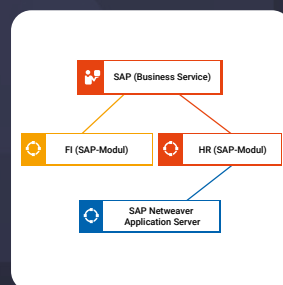 SAP (Business Service)
FI (SAP-Modul)
HR (SAP-Modul)
SAP Netweaver
Application Server